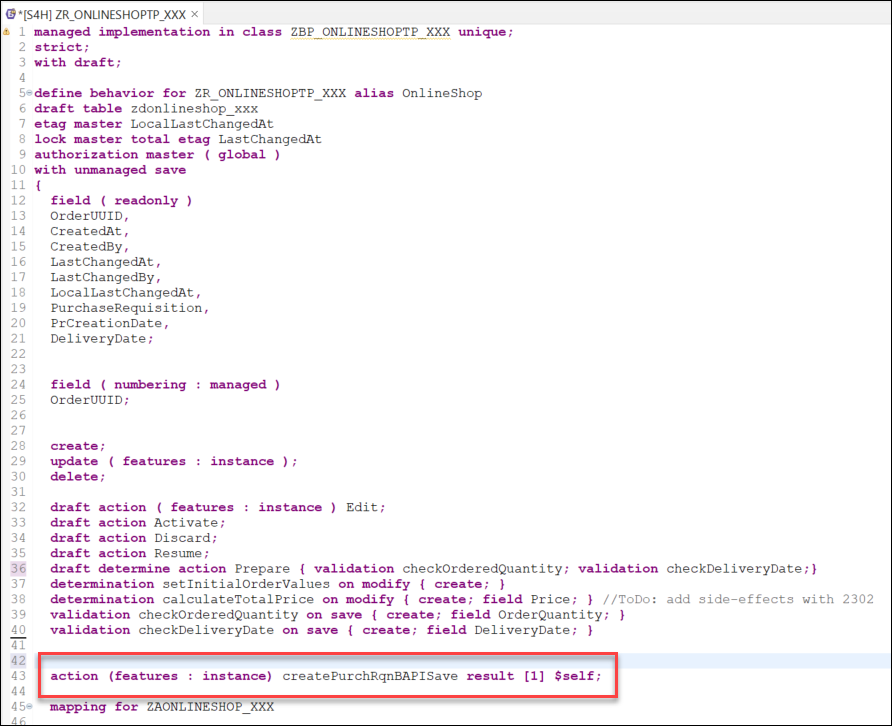 *[S4H] ZR_ONLINESHOPTP_XXX
1 managed implementation in class ZBP_ONLINESHOPTP_XXX unique;
2 strict;
3 with draft;
4
5 define behavior for ZR_ONLINESHOPTP_XXX alias OnlineShop
6 draft table zdonlineshop_xxx
7 etag master LocalLastChangedAt
8 lock master total etag LastChangedAt
9 authorization master ( global )
10 with unmanaged save
11 {
12 field ( readonly )
13 OrderUUID,
14 CreatedAt,
15 CreatedBy,
16 LastChangedAt,
17 LastChangedBy,
18 LocalLastChangedAt,
19 PurchaseRequisition,
20 PrCreationDate,
21 DeliveryDate;
22
23
24 field ( numbering : managed )
25 OrderUUID;
26
27
28 create;
29 update ( features : instance );
30 delete;
31
32 draft action ( features : instance ) Edit;
33 draft action Activate;
34 draft action Discard;
35 draft action Resume;
36 draft determine action Prepare { validation checkOrderedQuantity; validation checkDeliveryDate;}
37 determination setInitialOrderValues on modify { create; }
38 determination calculateTotalPrice on modify { create; field Price; } //ToDo: add side-effects with 2302
39 validation checkOrderedQuantity on save { create; field OrderQuantity; }
40 validation checkDeliveryDate on save { create; field DeliveryDate; }
41
42
43 action (features : instance) createPurchRqnBAPISave result [1] $self;
44
45 mapping for ZAONLINESHOP_XXX
46